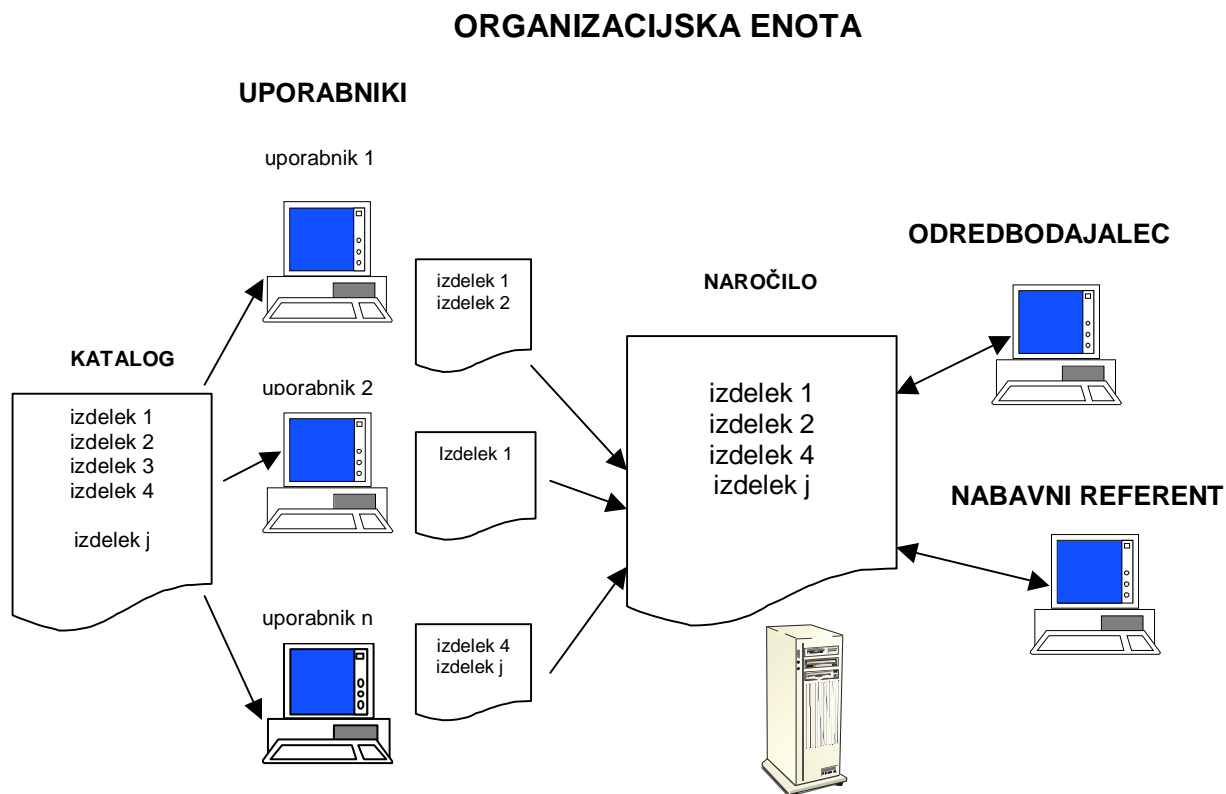 ORGANIZACIJSKA ENOTA
UPORABNIKI
uporabnik 1
izdelek 1
izdelek 2
KATALOG
izdelek 1
izdelek 2
izdelek 3
izdelek 4
izdelek j
uporabnik 2
Izdelek 1
uporabnik n
izdelek 4
izdelek j
NAROČILO
izdelek 1
izdelek 2
izdelek 4
izdelek j
ODREDBODAJALEC
NABAVNI REFERENT